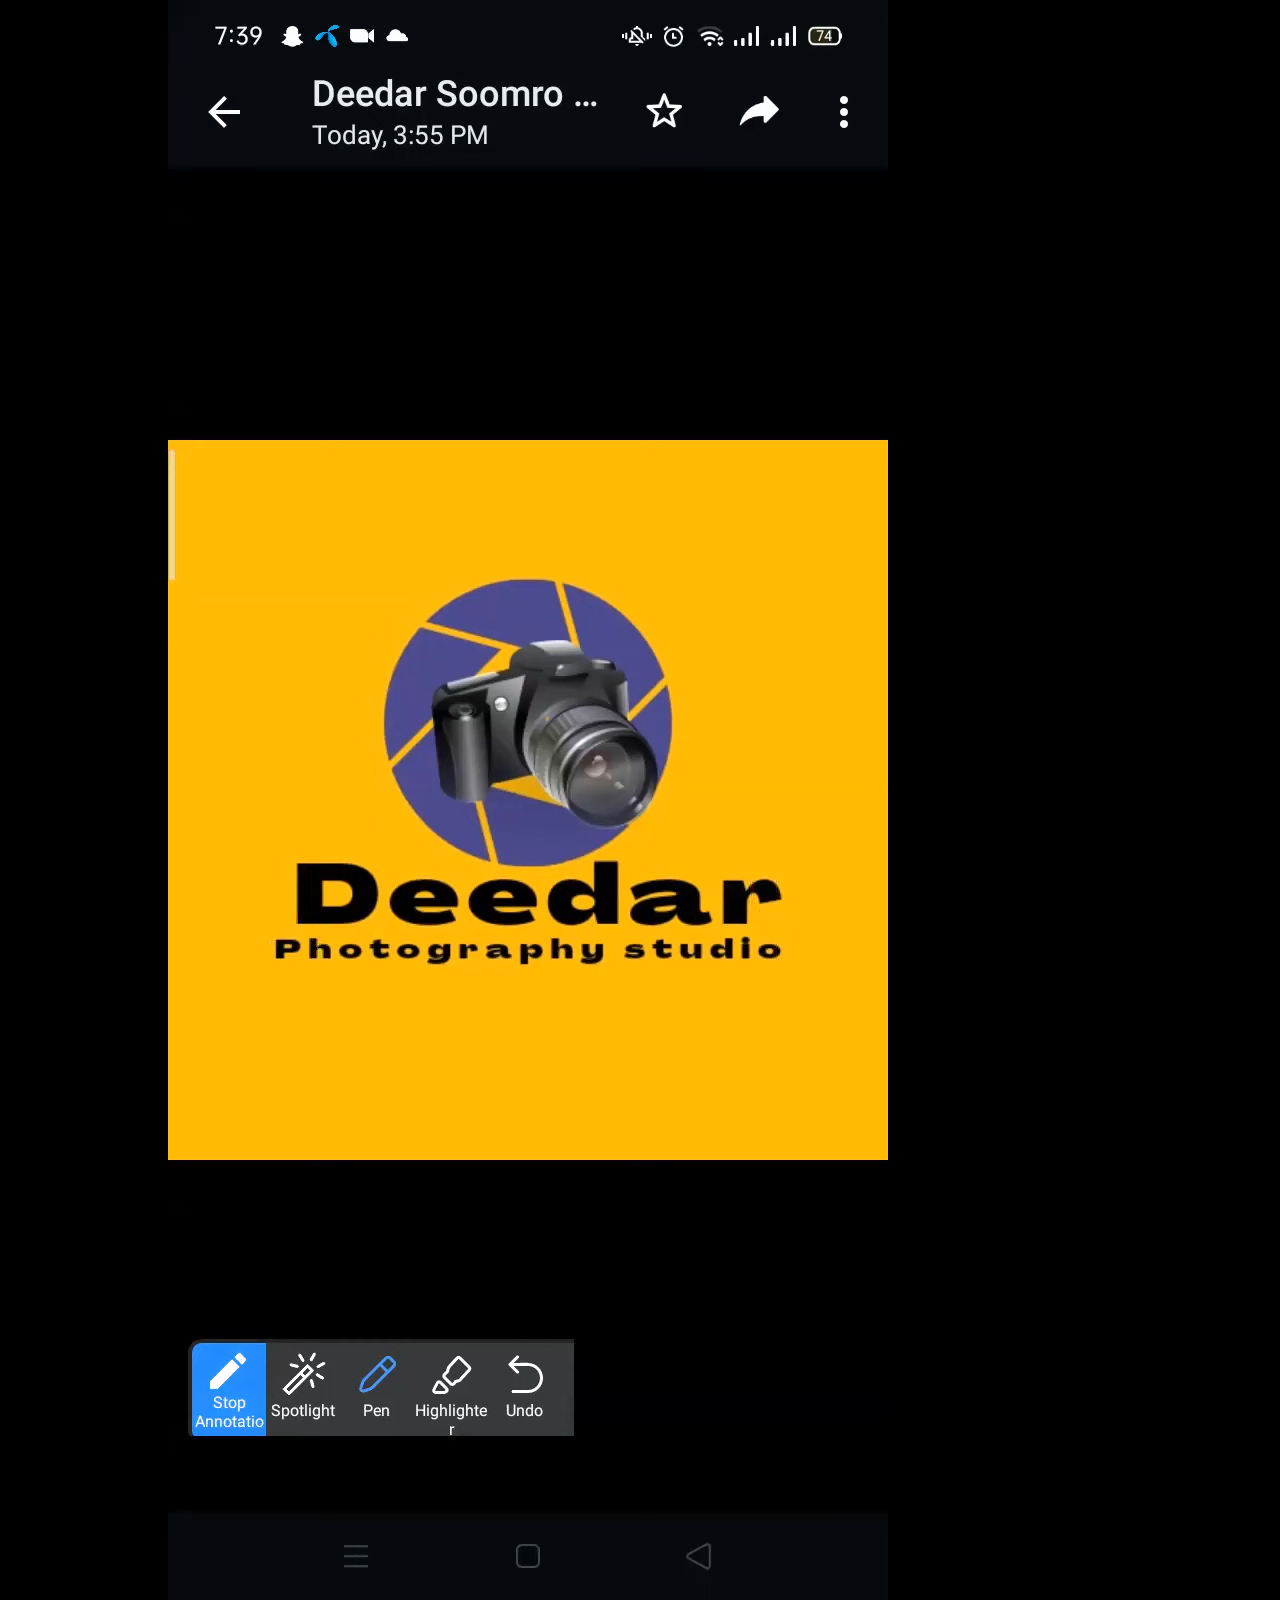 7:39
74
Deedar Soomro ...
Today, 3:55 PM
Deedar
Photography studio
Stop
Annotatio
Spotlight
Pen
Highlighte
r
Undo